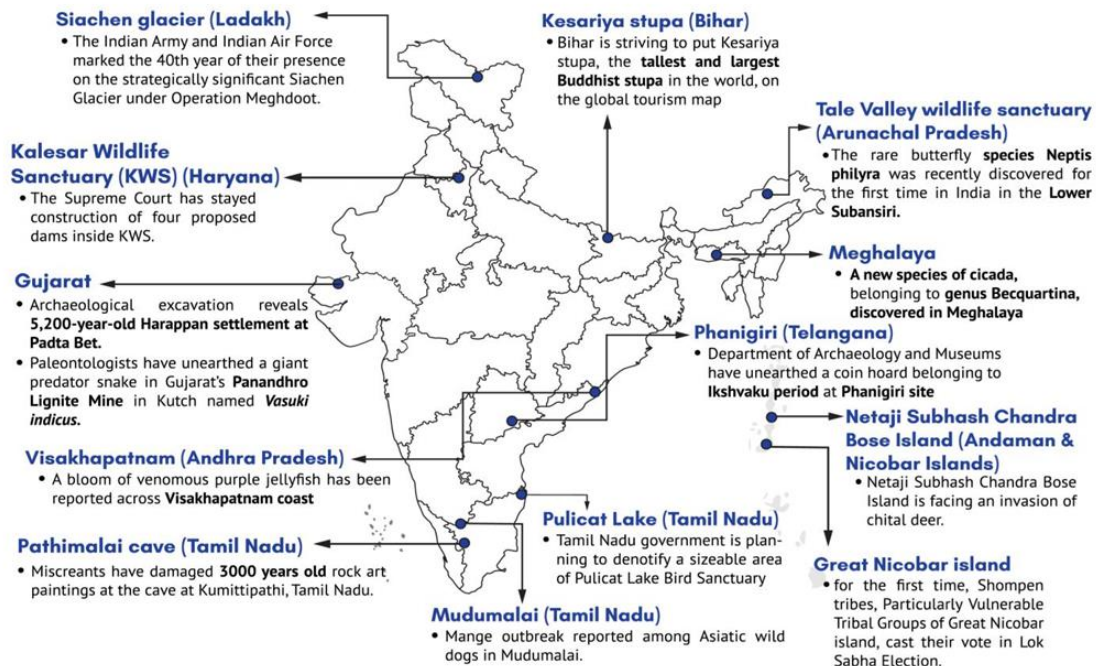 Siachen glacier (Ladakh)
• The Indian Army and Indian Air Force
marked the 40th year of their presence
on the strategically significant Siachen
Glacier under Operation Meghdoot.
Kesariya stupa (Bihar)
• Bihar is striving to put Kesariya
stupa, the tallest and largest
Buddhist stupa in the world, on
the global tourism map
Tale Valley wildlife sanctuary
(Arunachal Pradesh)
• The rare butterfly species Neptis
philyra was recently discovered for
the first time in India in the Lower
Subansiri.
Kalesar Wildlife
Sanctuary (KWS) (Haryana)
• The Supreme Court has stayed
construction of four proposed
dams inside KWS.
Meghalaya
• A new species of cicada,
belonging to genus Becquartina,
discovered in Meghalaya
Gujarat
• Archaeological excavation reveals
5,200-year-old Harappan settlement at
Padta Bet.
• Paleontologists have unearthed a giant
predator snake in Gujarat's Panandhro
Lignite Mine in Kutch named Vasuki
indicus.
Phanigiri (Telangana)
• Department of Archaeology and Museums
have unearthed a coin hoard belonging to
Ikshvaku period at Phanigiri site
Netaji Subhash Chandra
Bose Island (Andaman &
Nicobar Islands)
• Netaji Subhash Chandra Bose
Island is facing an invasion of
chital deer.
Visakhapatnam (Andhra Pradesh)
• A bloom of venomous purple jellyfish has been
reported across Visakhapatnam coast
Pulicat Lake (Tamil Nadu)
• Tamil Nadu government is plan-
ning to denotify a sizeable area
of Pulicat Lake Bird Sanctuary
Pathimalai cave (Tamil Nadu)
• Miscreants have damaged 3000 years old rock art
paintings at the cave at Kumittipathi, Tamil Nadu.
Great Nicobar island
• for the first time, Shompen
tribes, Particularly Vulnerable
Tribal Groups of Great Nicobar
island, cast their vote in Lok
Sabha Election.
Mudumalai (Tamil Nadu)
• Mange outbreak reported among Asiatic wild
dogs in Mudumalai.